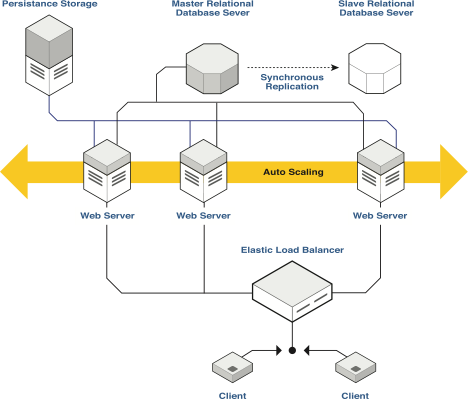 Persistance Storage
Master Relational
Database Sever
Slave Relational
Database Sever
Synchronous
Replication
Auto Scaling
Web Server
Web Server
Web Server
Elastic Load Balancer
Client
Client